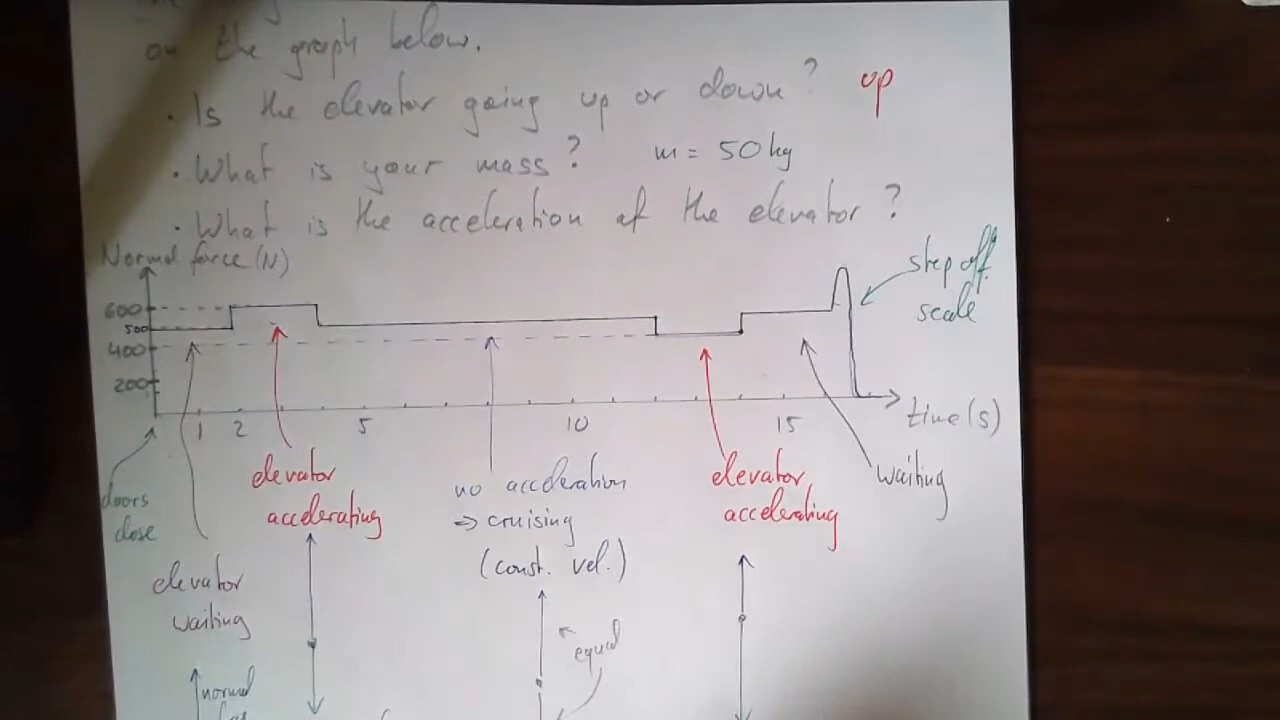 on the graph below.
· Is the elevator going up or down? up
· What is your mass? m = 50 kg
· What is the acceleration of the elevator?
Normal force (N)
step off scale
600
500
400
200
1 2 5 10 15 time (s)
doors close
elevator waiting
elevator accelerating
no acceleration
⇒ cruising
(const. vel.)
elevator accelerating
waiting
equal
normal